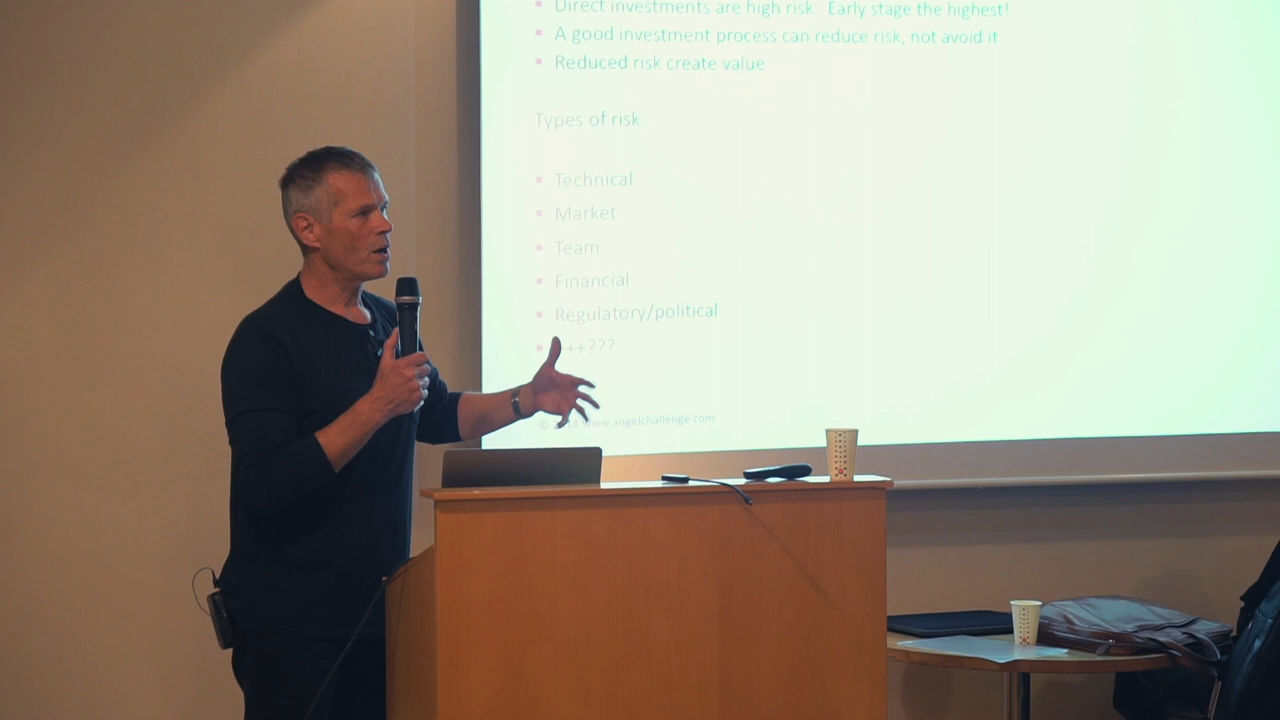 Direct investments are high risk. Early stage the highest!
A good investment process can reduce risk, not avoid it
Reduced risk create value
Types of risk:
Technical
Market
Team
Financial
Regulatory/political
++???
www.angelchallenge.com